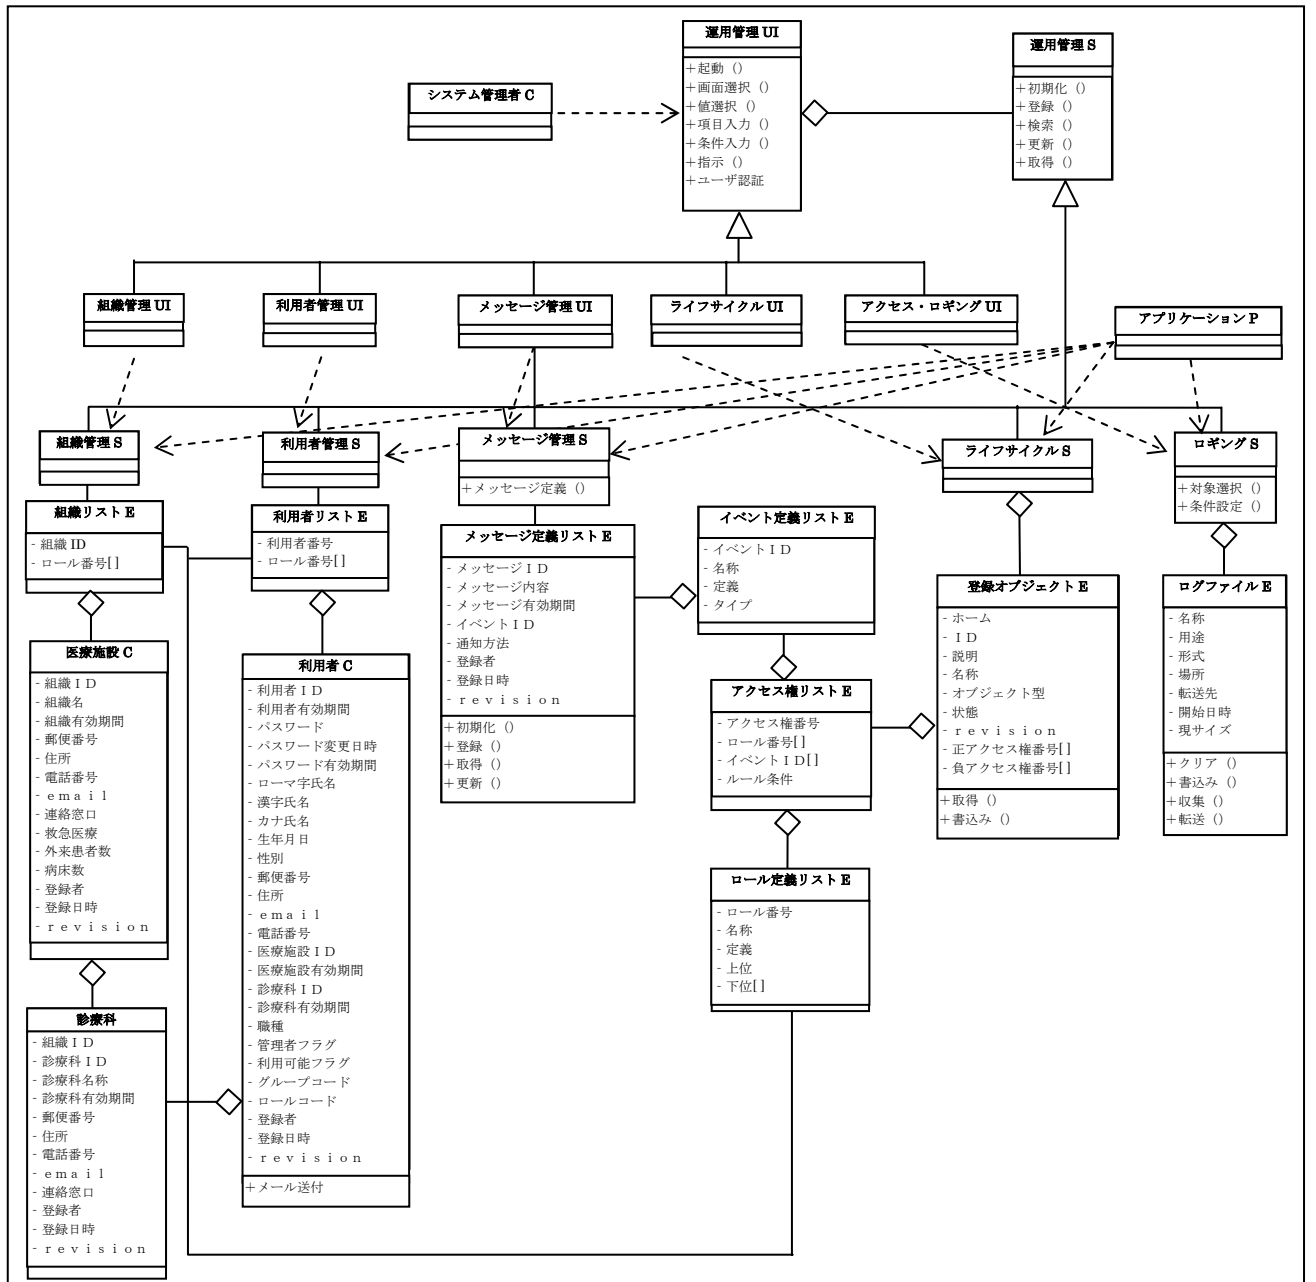 運用管理 UI
+起動（）
+画面選択（）
+値選択（）
+項目入力（）
+条件入力（）
+指示（）
+ユーザ認証
運用管理 S
+初期化（）
+登録（）
+検索（）
+更新（）
+取得（）
システム管理者 C
組織管理 UI
利用者管理 UI
メッセージ管理 UI
ライフサイクル UI
アクセス・ロギング UI
アプリケーション P
組織管理 S
利用者管理 S
メッセージ管理 S
+メッセージ定義（）
ライフサイクル S
ロギング S
+対象選択（）
+条件設定（）
組織リスト E
- 組織 ID
- ロール番号[]
利用者リスト E
- 利用者番号
- ロール番号[]
メッセージ定義リスト E
- メッセージＩＤ
- メッセージ内容
- メッセージ有効期間
- イベントＩＤ
- 通知方法
- 登録者
- 登録日時
- ｒｅｖｉｓｉｏｎ
+初期化（）
+登録（）
+取得（）
+更新（）
イベント定義リスト E
- イベントＩＤ
- 名称
- 定義
- タイプ
登録オブジェクト E
- ホーム
- ＩＤ
- 説明
- 名称
- オブジェクト型
- 状態
- ｒｅｖｉｓｉｏｎ
- 正アクセス権番号[]
- 負アクセス権番号[]
+取得（）
+書込み（）
ログファイル E
- 名称
- 用途
- 形式
- 場所
- 転送先
- 開始日時
- 現サイズ
+クリア（）
+書込み（）
+収集（）
+転送（）
医療施設 C
- 組織ＩＤ
- 組織名
- 組織有効期間
- 郵便番号
- 住所
- 電話番号
- ｅｍａｉｌ
- 連絡窓口
- 救急医療
- 外来患者数
- 病床数
- 登録者
- 登録日時
- ｒｅｖｉｓｉｏｎ
利用者 C
- 利用者ＩＤ
- 利用者有効期間
- パスワード
- パスワード変更日時
- パスワード有効期間
- ローマ字氏名
- 漢字氏名
- カナ氏名
- 生年月日
- 性別
- 郵便番号
- 住所
- ｅｍａｉｌ
- 電話番号
- 医療施設ＩＤ
- 医療施設有効期間
- 診療科ＩＤ
- 診療科有効期間
- 職種
- 管理者フラグ
- 利用可能フラグ
- グループコード
- ロールコード
- 登録者
- 登録日時
- ｒｅｖｉｓｉｏｎ
+メール送付
アクセス権リスト E
- アクセス権番号
- ロール番号[]
- イベントＩＤ[]
- ルール条件
ロール定義リスト E
- ロール番号
- 名称
- 定義
- 上位
- 下位[]
診療科
- 組織ＩＤ
- 診療科ＩＤ
- 診療科名称
- 診療科有効期間
- 郵便番号
- 住所
- 電話番号
- ｅｍａｉｌ
- 連絡窓口
- 登録者
- 登録日時
- ｒｅｖｉｓｉｏｎ